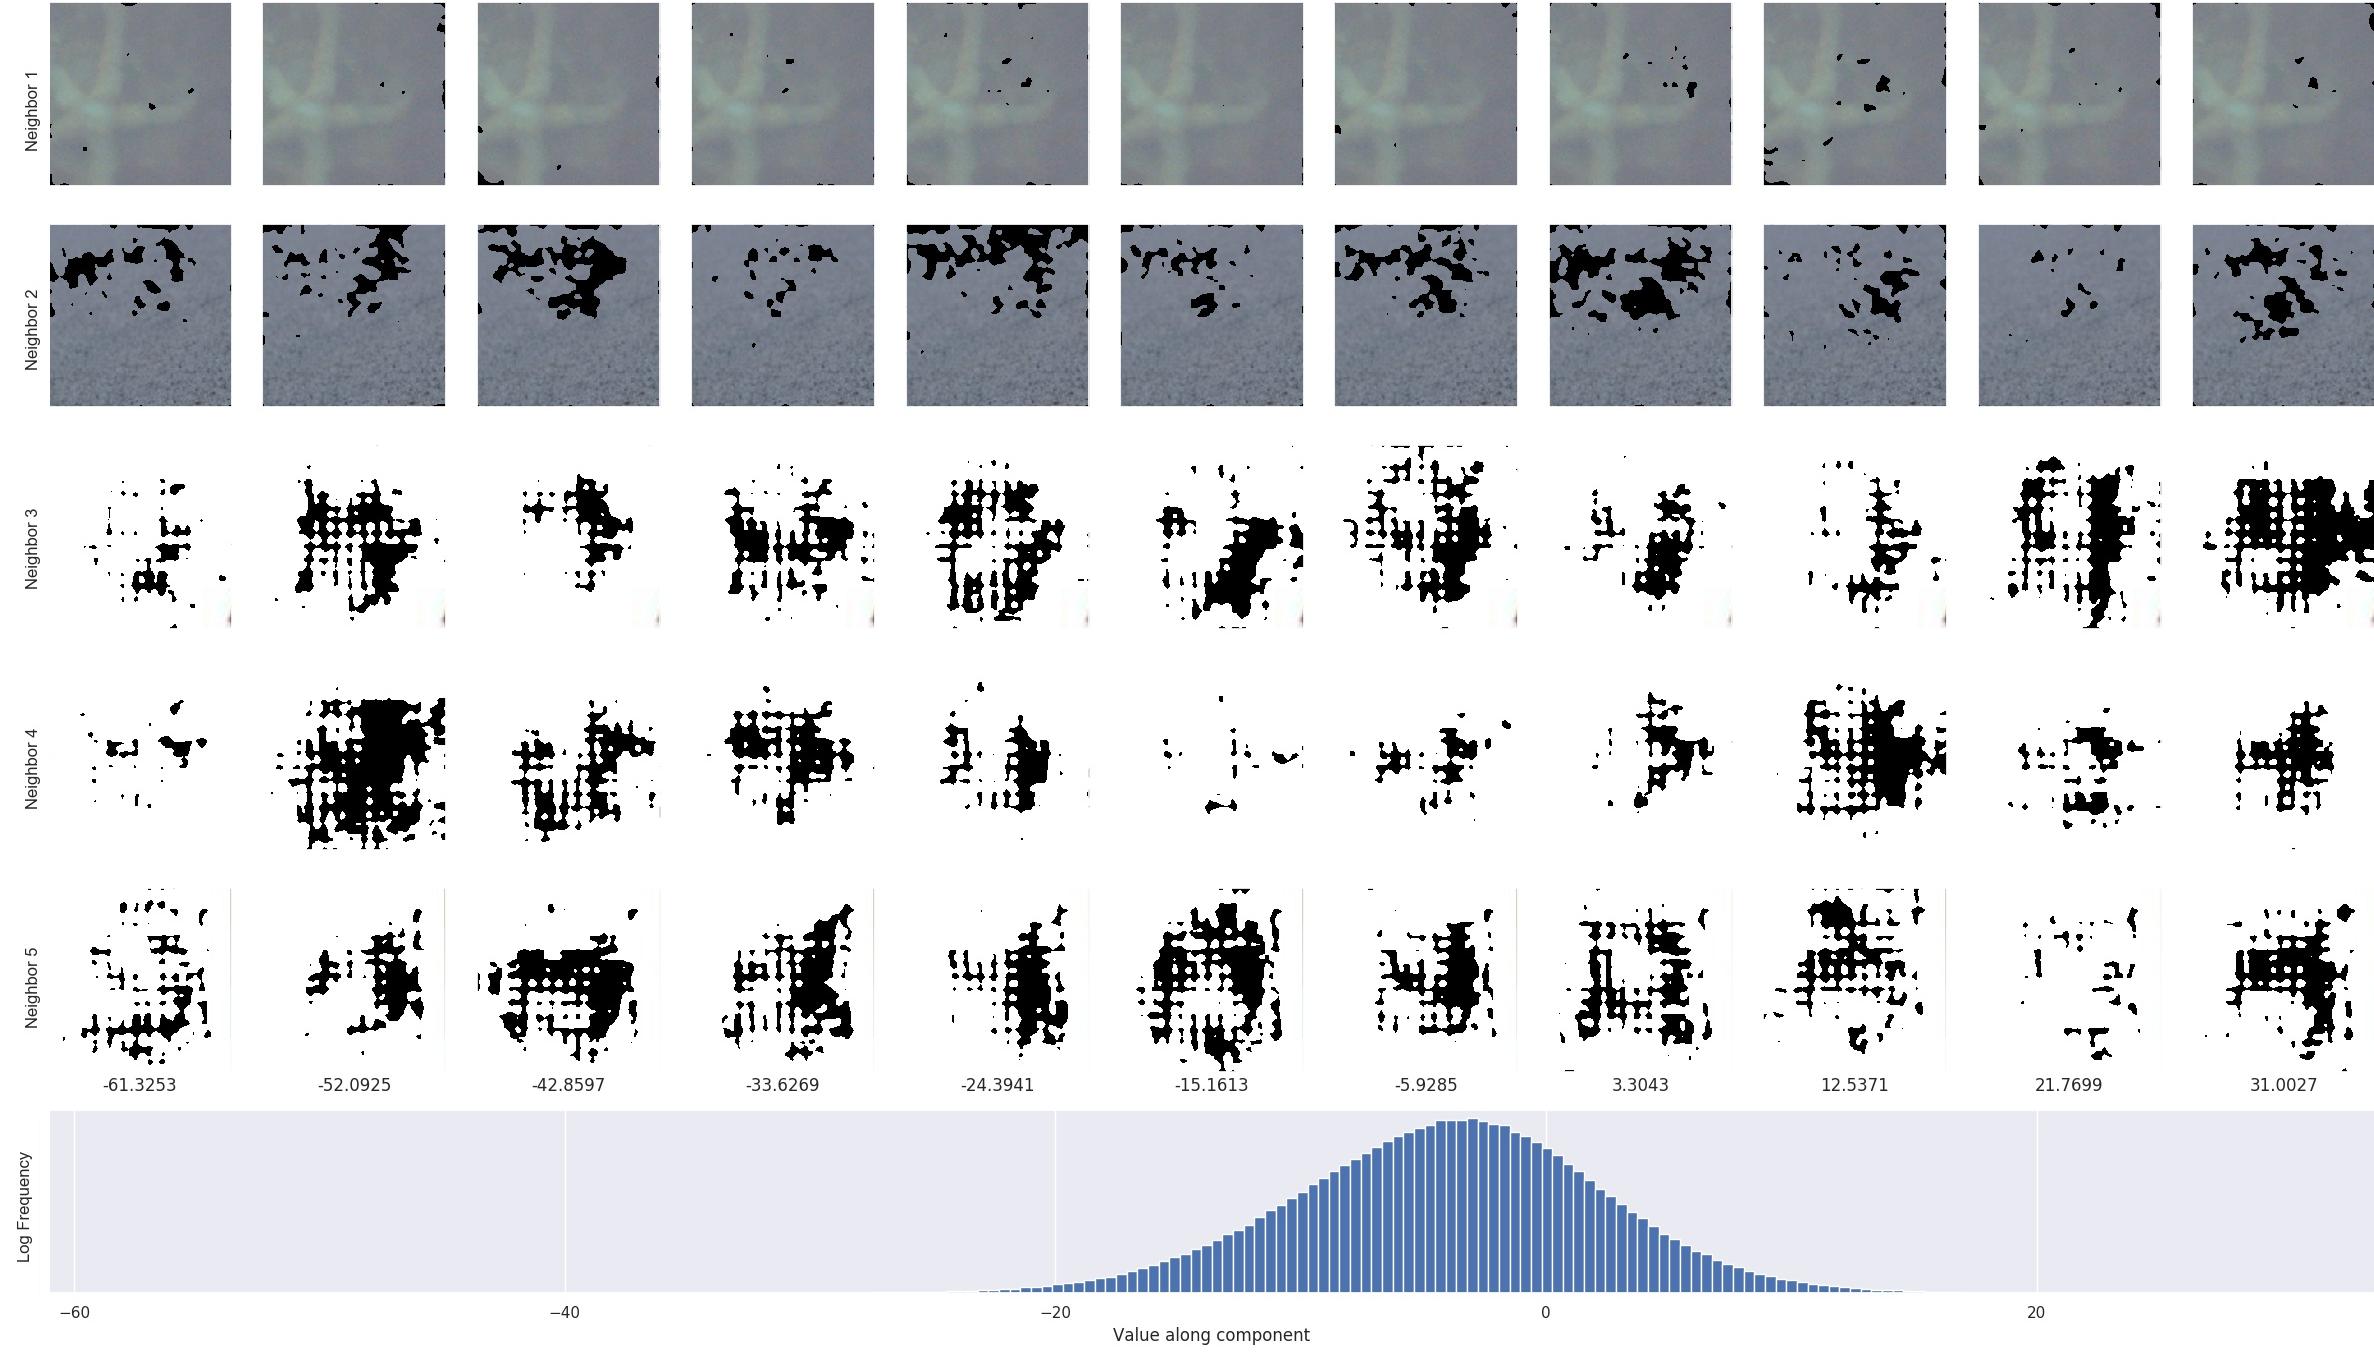 Neighbor 1
Neighbor 2
Neighbor 3
Neighbor 4
Neighbor 5
-61.3253 -52.0925 -42.8597 -33.6269 -24.3941 -15.1613 -5.9285 3.3043 12.5371 21.7699 31.0027
Log Frequency
−60 −40 −20 0 20
Value along component